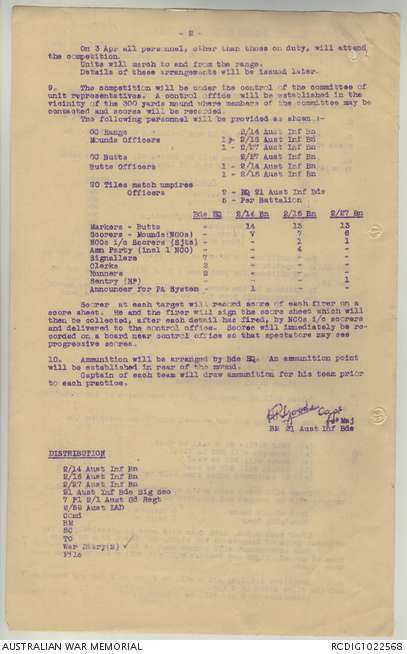 - 2 -
On 3 Apr all personnel, other than those on duty, will attend
the competition.
Units will march to and from the range.
Details of these arrangements will be issued later.
9. The competition will be under the control of the committee of
unit representatives. A control office will be established in the
vicinity of the 300 yards mound where members of the committee may be
contacted and scores will be recorded.
The following personnel will be provided as shown:-
OC Range 2/14 Aust Inf Bn
Mounds Officers 1 - 2/16 Aust Inf Bn
1 - 2/27 Aust Inf Bn
OC Butts 2/27 Aust Inf Bn
Butts Officers 1 - 2/14 Aust Inf Bn
1 - 2/16 Aust Inf Bn
20 Tiles match umpires
Officers 2 - HQ 21 Aust Inf Bde
5 - Per Battalion
Bde HQ 2/14 Bn 2/16 Bn 2/27 Bn
Markers - Butts - 14 13 13
Scorers - Mounds(NCOs) - 7 7 6
NCOs i/c Scorers (Sjts) - - 1 1
Amn Party (incl 1 NCO) - - 4 -
Signallers 7 - - -
Clerks 2 - - -
Runners 2 - - -
Sentry (MP) - - - 1
Announcer for PA System - 1 - -
Scorer at each target will record score of each firer on a
score sheet. He and the firer will sign the score sheet which will
then be collected, after each detail has fired, by NCOs i/c scorers
and delivered to the control office. Scores will immediately be re-
corded on a board near control office so that spectators may see
progressive scores.
10. Ammunition will be arranged by Bde HQ. An ammunition point
will be established in rear of the mound.
Captain of each team will draw ammunition for his team prior
to each practice.
Capt
Maj
BM 21 Aust Inf Bde
DISTRIBUTION
2/14 Aust Inf Bn
2/16 Aust Inf Bn
2/27 Aust Inf Bn
21 Aust Inf Bde Sig Sec
7 Pl 2/1 Aust Gd Regt
2/59 Aust LAD
Comd
BM
SC
TO
War Diary(2) ✓
File
AUSTRALIAN WAR MEMORIAL
RCDIG1022568